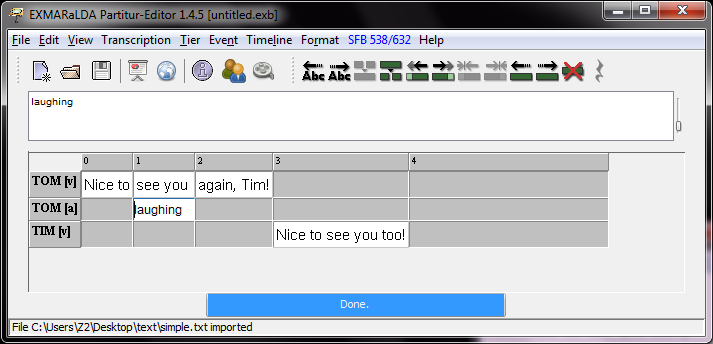 EXMARaLDA Partitur-Editor 1.4.5 [untitled.exb]
File Edit View Transcription Tier Event Timeline Format SFB 538/632 Help
Abc Abc
laughing
0 1 2 3 4
TOM [v] Nice to see you again, Tim!
TOM [a] laughing
TIM [v] Nice to see you too!
Done.
File C:\Users\Z2\Desktop\text\simple.txt imported